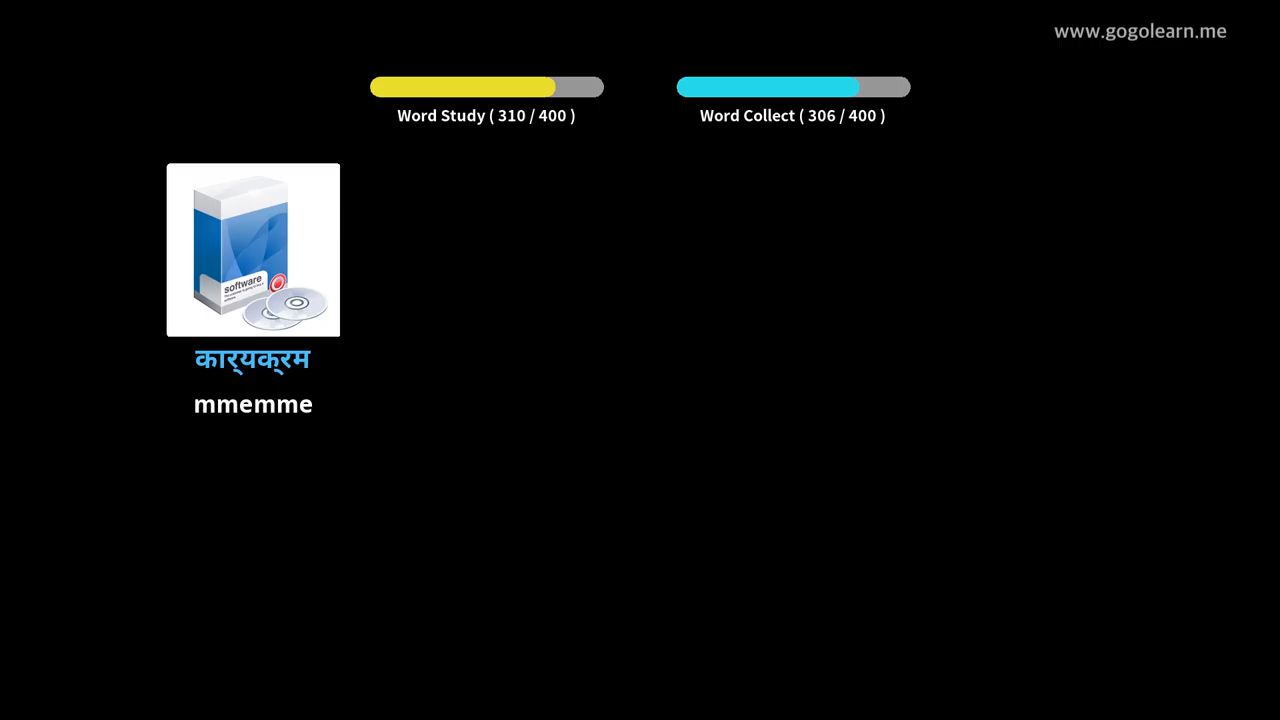 www.gogolearn.me
Word Study ( 310 / 400 )
Word Collect ( 306 / 400 )
software
कार्यक्रम
mmemme